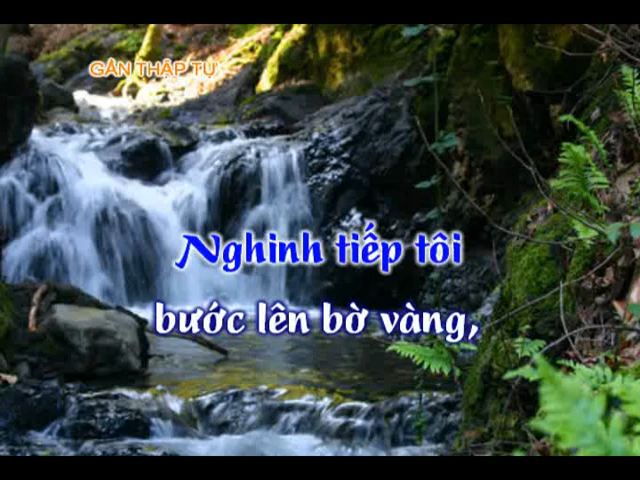 GẦN THẬP TỰ
Nghinh tiếp tôi
bước lên bờ vàng,